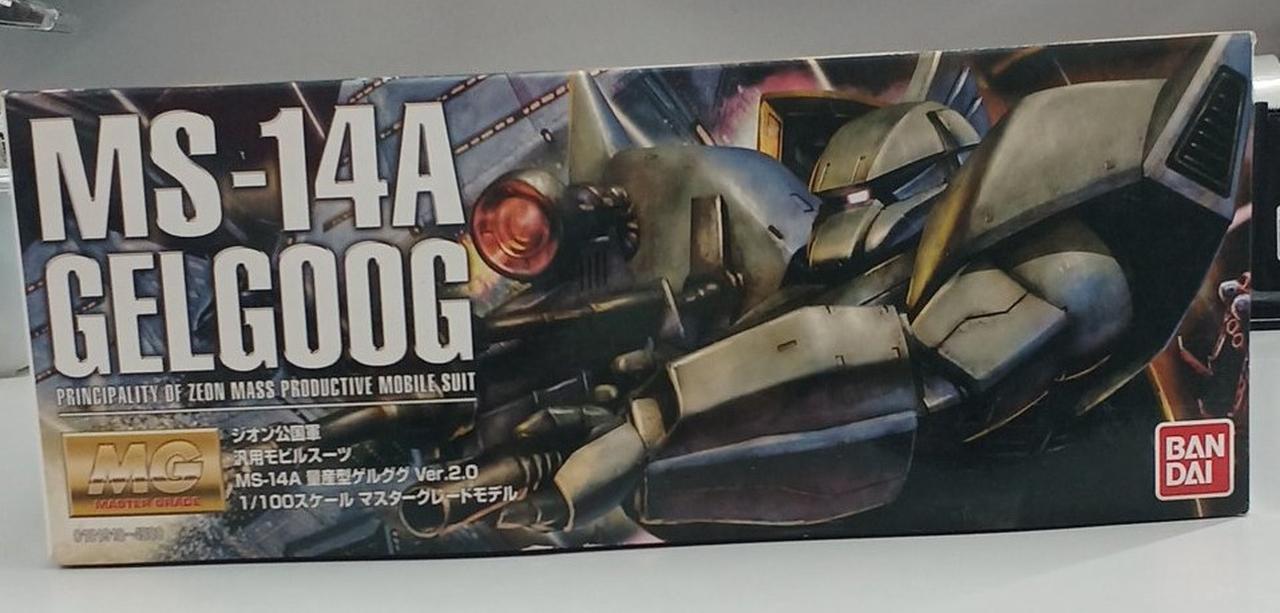 MS-14A
GELGOOG
PRINCIPALITY OF ZEON MASS PRODUCTIVE MOBILE SUIT
MG
MASTER GRADE
ジオン公国軍
汎用モビルスーツ
MS-14A 量産型ゲルググ Ver.2.0
1/100スケール マスターグレードモデル
BAN
DAI